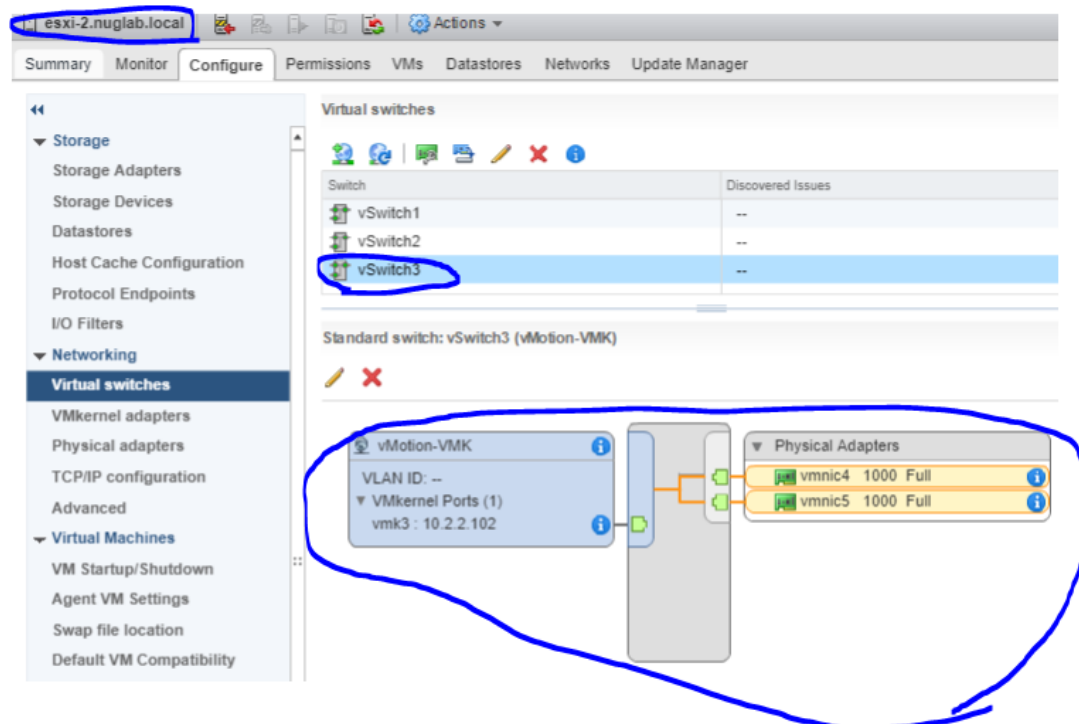 esxi-2.nuglab.local Actions
Summary Monitor Configure Permissions VMs Datastores Networks Update Manager
Storage
Storage Adapters
Storage Devices
Datastores
Host Cache Configuration
Protocol Endpoints
I/O Filters
Networking
Virtual switches
VMkernel adapters
Physical adapters
TCP/IP configuration
Advanced
Virtual Machines
VM Startup/Shutdown
Agent VM Settings
Swap file location
Default VM Compatibility
Virtual switches
Switch Discovered Issues
vSwitch1 --
vSwitch2 --
vSwitch3 --
Standard switch: vSwitch3 (vMotion-VMK)
vMotion-VMK
VLAN ID: --
VMkernel Ports (1)
vmk3 : 10.2.2.102
Physical Adapters
vmnic4 1000 Full
vmnic5 1000 Full